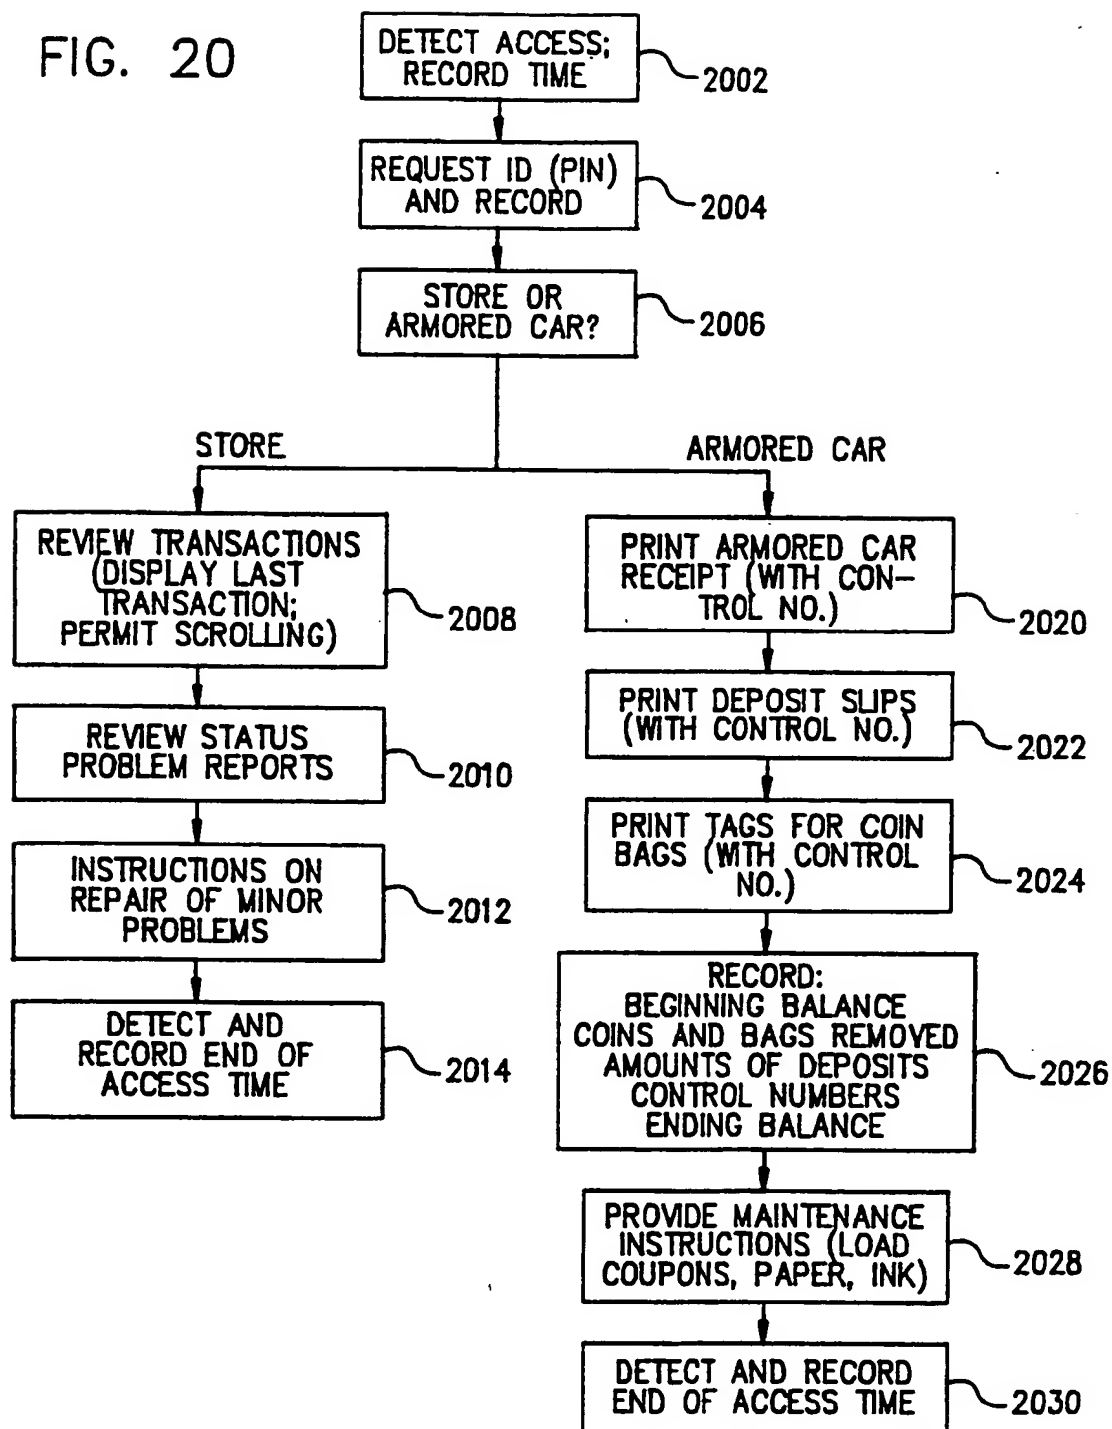 FIG. 20
DETECT ACCESS;
RECORD TIME
2002
REQUEST ID (PIN)
AND RECORD
2004
STORE OR
ARMORED CAR?
2006
STORE
ARMORED CAR
REVIEW TRANSACTIONS
(DISPLAY LAST
TRANSACTION;
PERMIT SCROLLING)
2008
REVIEW STATUS
PROBLEM REPORTS
2010
INSTRUCTIONS ON
REPAIR OF MINOR
PROBLEMS
2012
DETECT AND
RECORD END OF
ACCESS TIME
2014
PRINT ARMORED CAR
RECEIPT (WITH CON-
TROL NO.)
2020
PRINT DEPOSIT SLIPS
(WITH CONTROL NO.)
2022
PRINT TAGS FOR COIN
BAGS (WITH CONTROL
NO.)
2024
RECORD:
BEGINNING BALANCE
COINS AND BAGS REMOVED
AMOUNTS OF DEPOSITS
CONTROL NUMBERS
ENDING BALANCE
2026
PROVIDE MAINTENANCE
INSTRUCTIONS (LOAD
COUPONS, PAPER, INK)
2028
DETECT AND RECORD
END OF ACCESS TIME
2030